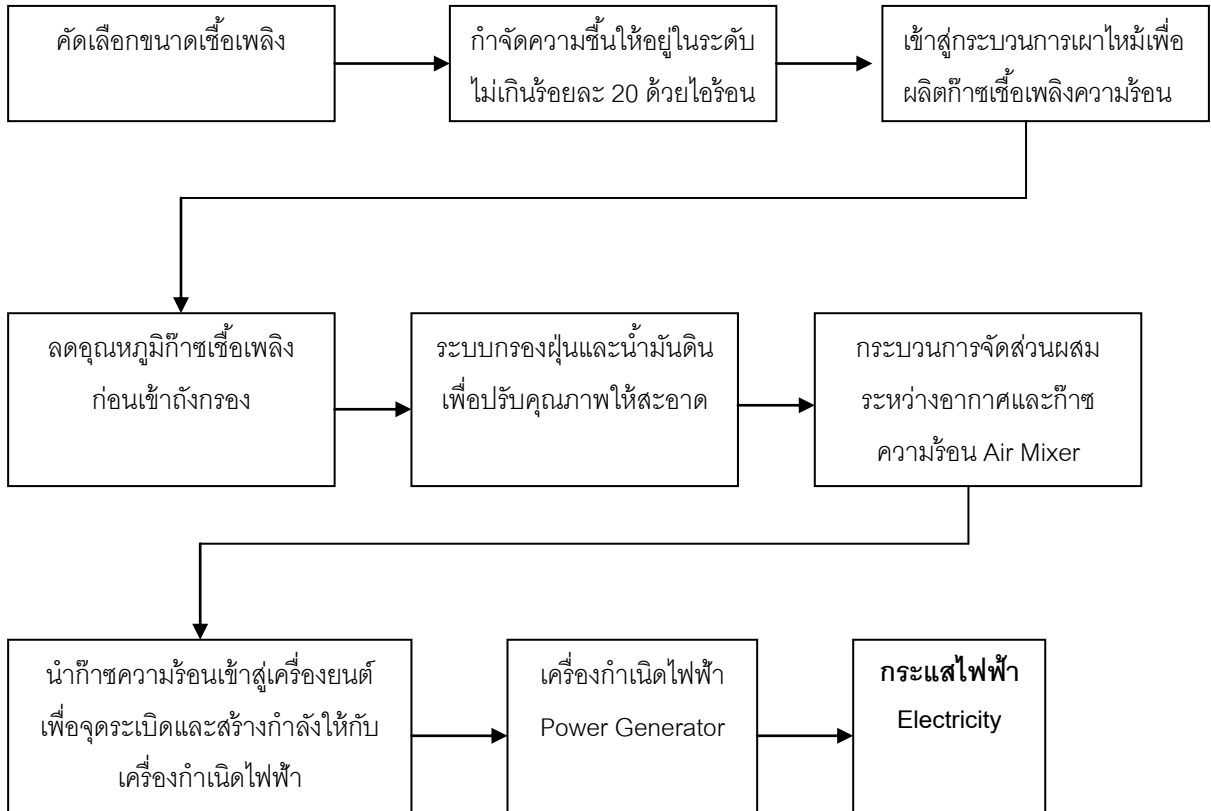 คัดเลือกขนาดเชื้อเพลิง
กำจัดความชื้นให้อยู่ในระดับ
ไม่เกินร้อยละ 20 ด้วยไอร้อน
เข้าสู่กระบวนการเผาไหม้เพื่อ
ผลิตก๊าซเชื้อเพลิงความร้อน
ลดอุณหภูมิก๊าซเชื้อเพลิง
ก่อนเข้าถังกรอง
ระบบกรองฝุ่นและน้ำมันดิน
เพื่อปรับคุณภาพให้สะอาด
กระบวนการจัดส่วนผสม
ระหว่างอากาศและก๊าซ
ความร้อน Air Mixer
นำก๊าซความร้อนเข้าสู่เครื่องยนต์
เพื่อจุดระเบิดและสร้างกำลังให้กับ
เครื่องกำเนิดไฟฟ้า
เครื่องกำเนิดไฟฟ้า
Power Generator
กระแสไฟฟ้า
Electricity